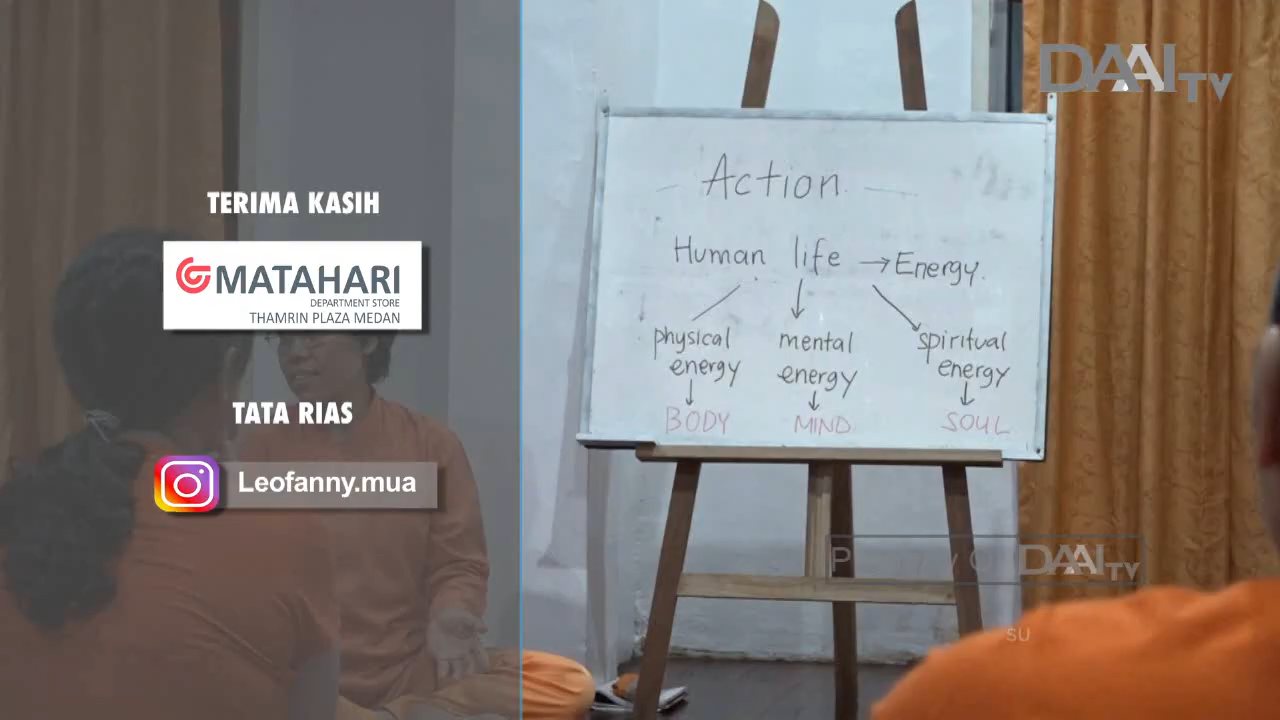 TERIMA KASIH
MATAHARI
DEPARTMENT STORE
THAMRIN PLAZA MEDAN
TATA RIAS
Leofanny.mua
DAAI TV
Action
Human life → Energy.
physical energy
mental energy
spiritual energy
BODY
MIND
SOUL
DAAI TV
SU